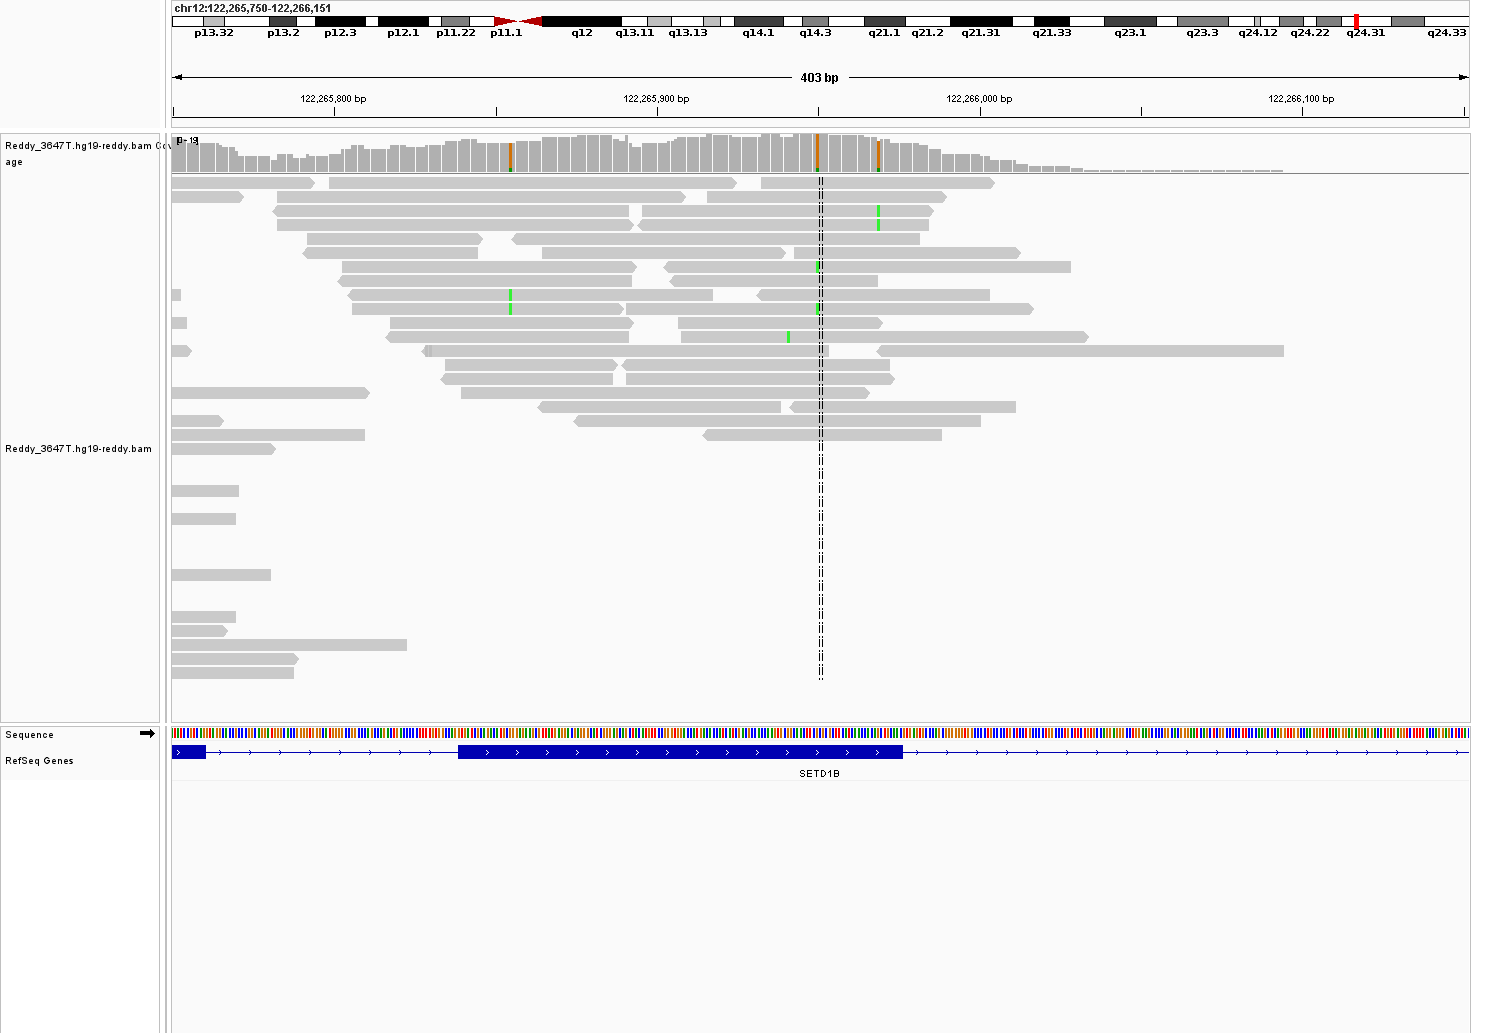 chr12:122,265,750-122,266,151
p13.32 p13.2 p12.3 p12.1 p11.22 p11.1 q12 q13.11 q13.13 q14.1 q14.3 q21.1 q21.2 q21.31 q21.33 q23.1 q23.3 q24.12 q24.22 q24.31 q24.33
403 bp
122,265,800 bp 122,265,900 bp 122,266,000 bp 122,266,100 bp
[0 - 19]
Reddy_3647T.hg19-reddy.bam Cov
age
Reddy_3647T.hg19-reddy.bam
Sequence
RefSeq Genes
SETD1B